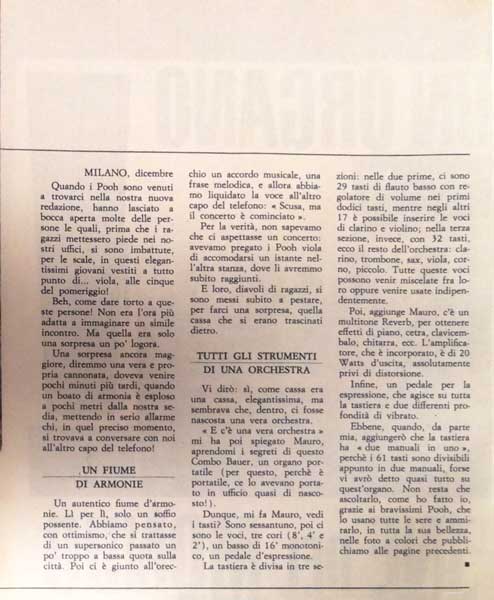 MILANO, dicembre
Quando i Pooh sono venuti
a trovarci nella nostra nuova
redazione, hanno lasciato a
bocca aperta molte delle per-
sone le quali, prima che i ra-
gazzi mettessero piede nei no-
stri uffici, si sono imbattute,
per le scale, in questi elegan-
tissimi giovani vestiti a tutto
punto di... viola, alle cinque
del pomeriggio!
Beh, come dare torto a que-
ste persone! Non era l'ora più
adatta a immaginare un simile
incontro. Ma quella era solo
una sorpresa un po' logora.
Una sorpresa ancora mag-
giore, diremmo una vera e pro-
pria cannonata, doveva venire
pochi minuti più tardi, quando
un boato di armonia è esploso
a pochi metri dalla nostra se-
dia, mettendo in serio allarme
chi, in quel preciso momento,
si trovava a conversare con noi
all'altro capo del telefono!
UN FIUME
DI ARMONIE
Un autentico fiume d'armo-
nie. Lì per lì, solo un soffio
possente. Abbiamo pensato,
con ottimismo, che si trattasse
di un supersonico passato un
po' troppo a bassa quota sulla
città. Poi ci è giunto all'orec-
chio un accordo musicale, una
frase melodica, e allora abbia-
mo liquidato la voce all'altro
capo del telefono: « Scusa, ma
il concerto è cominciato ».
Per la verità, non sapevamo
che ci aspettasse un concerto:
avevamo pregato i Pooh viola
di accomodarsi un istante nel-
l'altra stanza, dove li avremmo
subito raggiunti.
E loro, diavoli di ragazzi, si
sono messi subito a pestare,
per farci una sorpresa, quella
cassa che si erano trascinati
dietro.
TUTTI GLI STRUMENTI
DI UNA ORCHESTRA
Vi dirò: sì, come cassa era
una cassa, elegantissima, ma
sembrava che, dentro, ci fosse
nascosta una vera orchestra.
« E c'è una vera orchestra »
mi ha poi spiegato Mauro,
aprendomi i segreti di questo
Combo Bauer, un organo por-
tatile (per questo, perchè è
portatile, ce lo avevano porta-
to in ufficio quasi di nasco-
sto!).
Dunque, mi fa Mauro, vedi
i tasti? Sono sessantuno, poi ci
sono le voci, tre cori (8', 4' e
2'), un basso di 16' monotoni-
co, un pedale d'espressione.
La tastiera è divisa in tre se-
zioni: nelle due prime, ci sono
29 tasti di flauto basso con re-
golatore di volume nei primi
dodici tasti, mentre negli altri
17 è possibile inserire le voci
di clarino e violino; nella terza
sezione, invece, con 32 tasti,
ecco il resto dell'orchestra: cla-
rino, trombone, sax, viola, cor-
no, piccolo. Tutte queste voci
possono venir miscelate fra lo-
ro oppure venire usate indipen-
dentemente.
Poi, aggiunge Mauro, c'è un
multitone Reverb, per ottenere
effetti di piano, cetra, clavicem-
balo, chitarra, ecc. L'amplifica-
tore, che è incorporato, è di 20
Watts d'uscita, assolutamente
privi di distorsione.
Infine, un pedale per la
espressione, che agisce su tutta
la tastiera e due differenti pro-
fondità di vibrato.
Ebbene, quando, da parte
mia, aggiungerò che la tastiera
ha « due manuali in uno »,
perchè i 61 tasti sono divisibili
appunto in due manuali, forse
vi avrò detto quasi tutto su
quest'organo. Non resta che
ascoltarlo, come ho fatto io,
grazie ai bravissimi Pooh, che
lo usano tutte le sere e ammi-
rarlo, in tutta la sua bellezza,
nelle foto a colori che pubbli-
chiamo alle pagine precedenti.